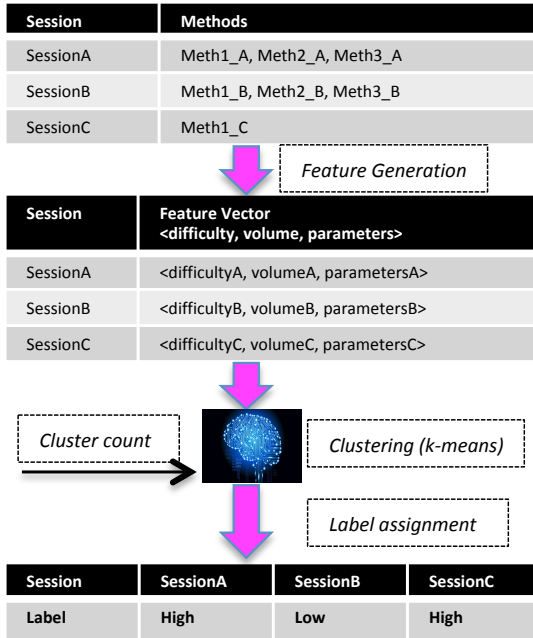 Session Methods
SessionA Meth1_A, Meth2_A, Meth3_A
SessionB Meth1_B, Meth2_B, Meth3_B
SessionC Meth1_C
Feature Generation
Session Feature Vector
<difficulty, volume, parameters>
SessionA <difficultyA, volumeA, parametersA>
SessionB <difficultyB, volumeB, parametersB>
SessionC <difficultyC, volumeC, parametersC>
Cluster count
Clustering (k-means)
Label assignment
Session SessionA SessionB SessionC
Label High Low High